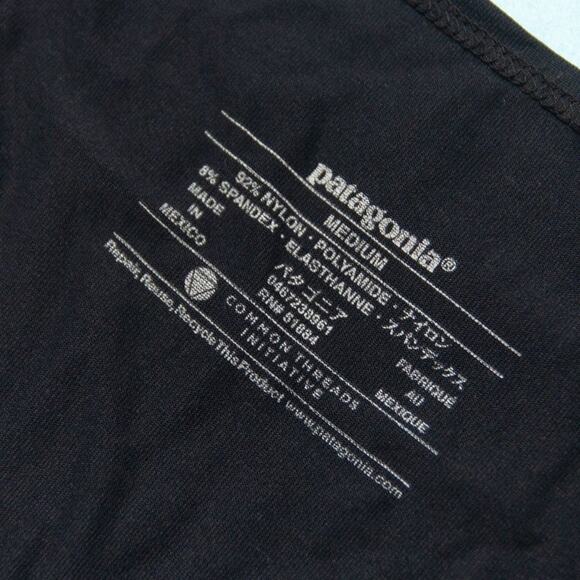 patagonia®
MEDIUM
92% NYLON · POLYAMIDE · ナイロン
8% SPANDEX · ELASTHANNE · スパンデックス
MADE IN MEXICO
パタゴニア
0467238961
RN# 51884
FABRIQUÉ AU MEXIQUE
COMMON THREADS
INITIATIVE
Repair, Reuse, Recycle This Product www.patagonia.com